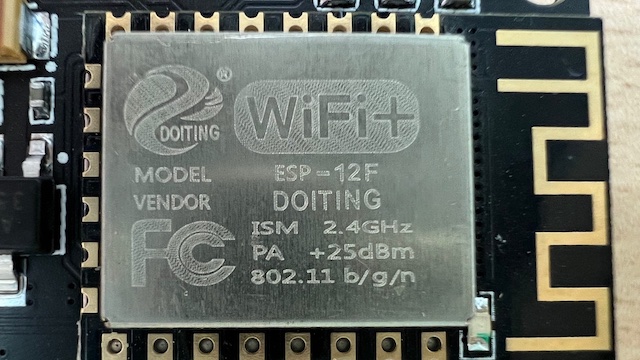 DOITING ®
WiFi+
MODEL ESP-12F
VENDOR DOITING
FC ISM 2.4GHz
PA +25dBm
802.11 b/g/n